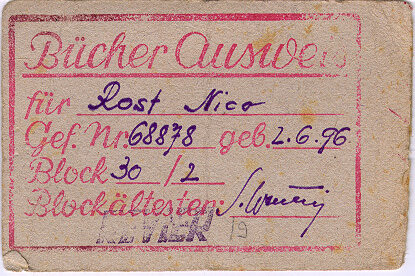 Bücher Ausweis
für Rost Nico
Gef. Nr. 68878 geb. 2.6.96
Block 30 / 2
Blockältester:
REVIER
19